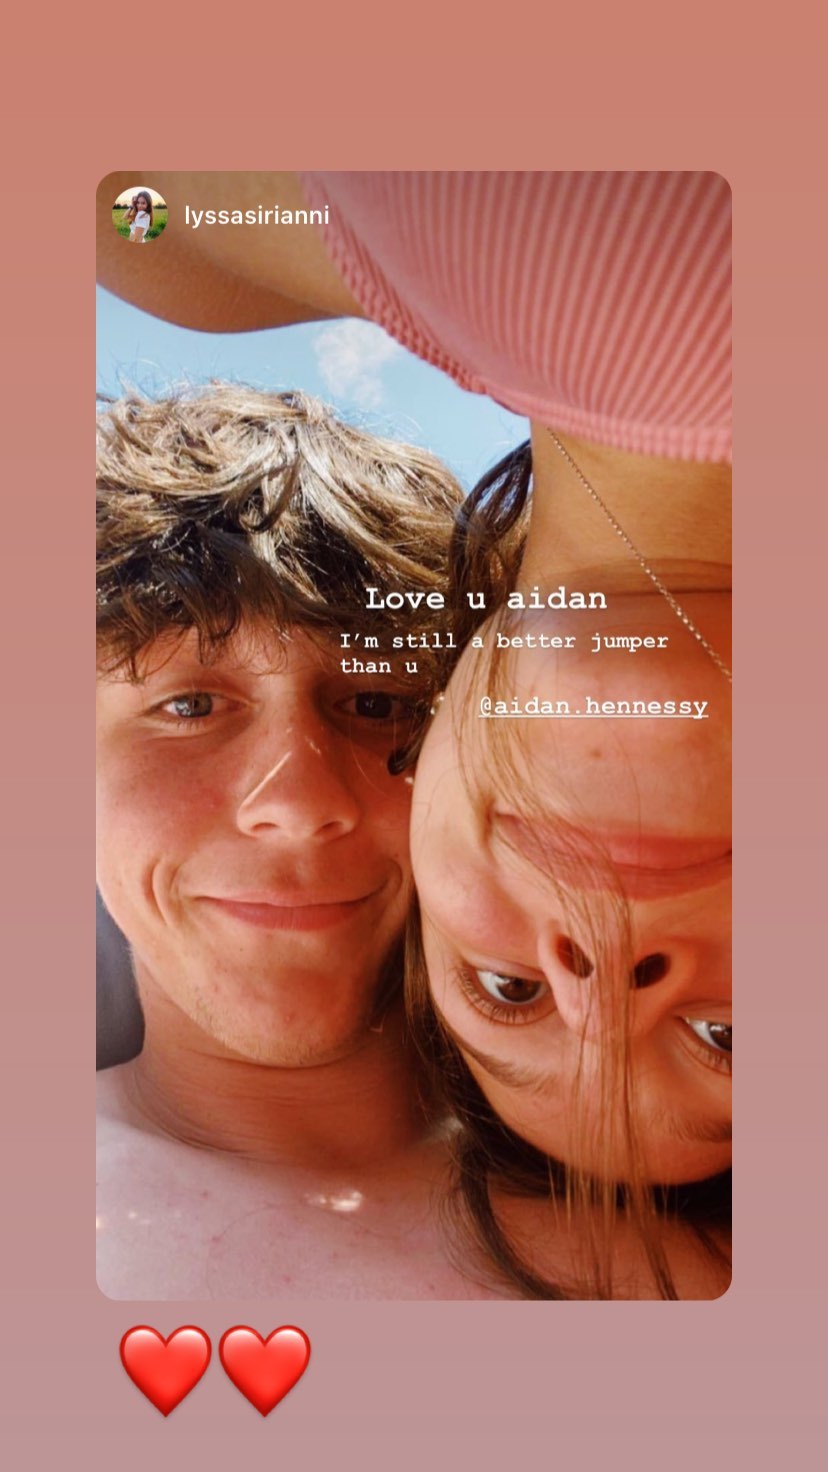 lyssasirianni
Love u aidan
I’m still a better jumper
than u
@aidan.hennessy